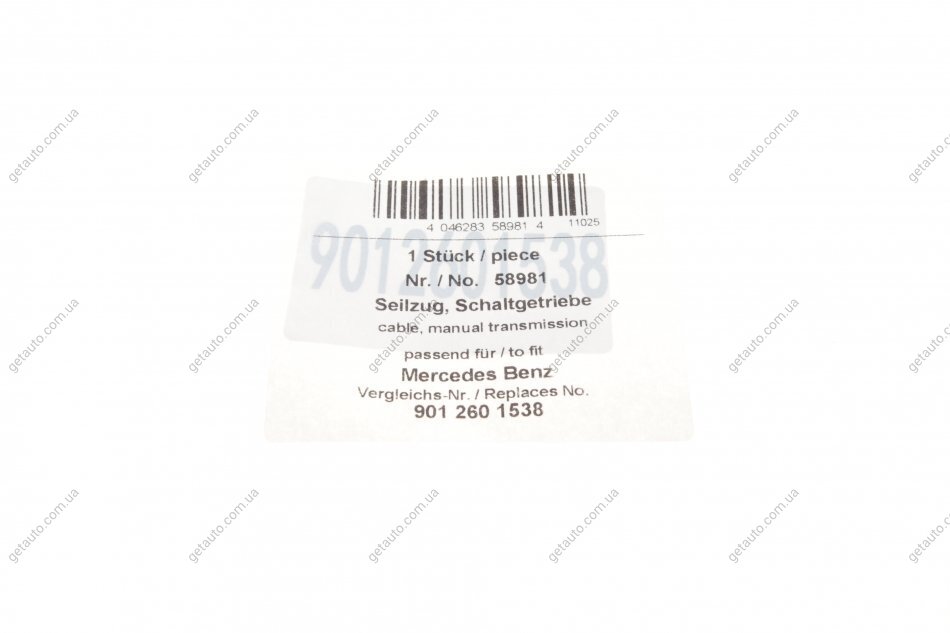 4 046283 58981 4 11025
9012601538
1 Stück / piece
Nr. / No. 58981
Seilzug, Schaltgetriebe
cable, manual transmission
passend für / to fit
Mercedes Benz
Vergleichs-Nr. / Replaces No.
901 260 1538
getauto.com.ua